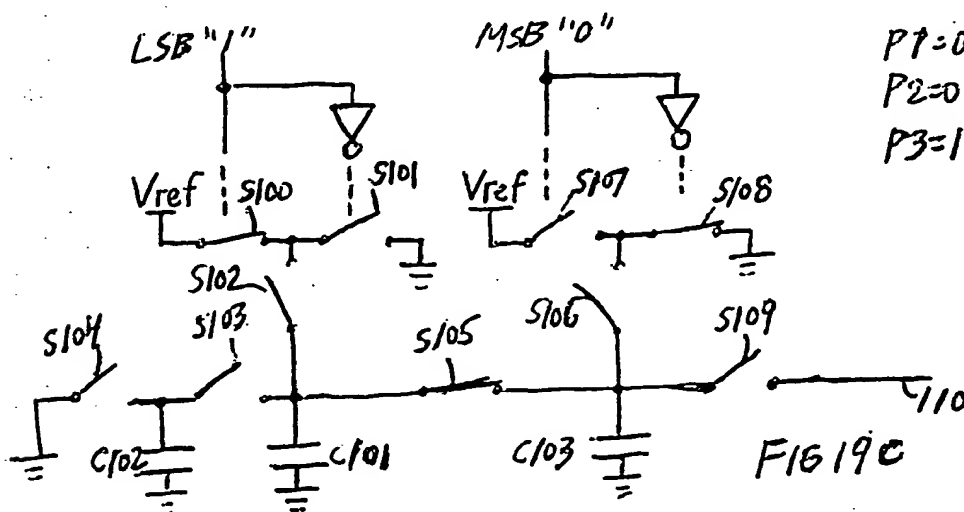 LSB "1"
MSB "0"
P1=0
P2=0
P3=1
Vref
S100
S101
Vref
S107
S108
S102
S104
S103
S105
S106
S109
110
C102
C101
C103
FIG 19C